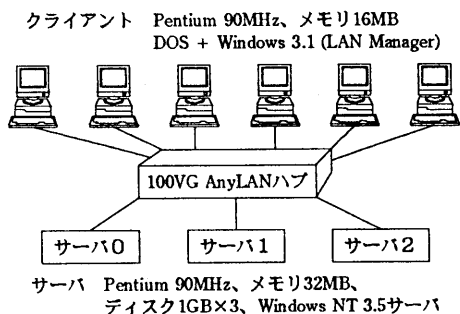 クライアント Pentium 90MHz、メモリ16MB
DOS + Windows 3.1 (LAN Manager)
100VG AnyLANハブ
サーバ0 サーバ1 サーバ2
サーバ Pentium 90MHz、メモリ32MB、
ディスク1GB×3、Windows NT 3.5サーバ